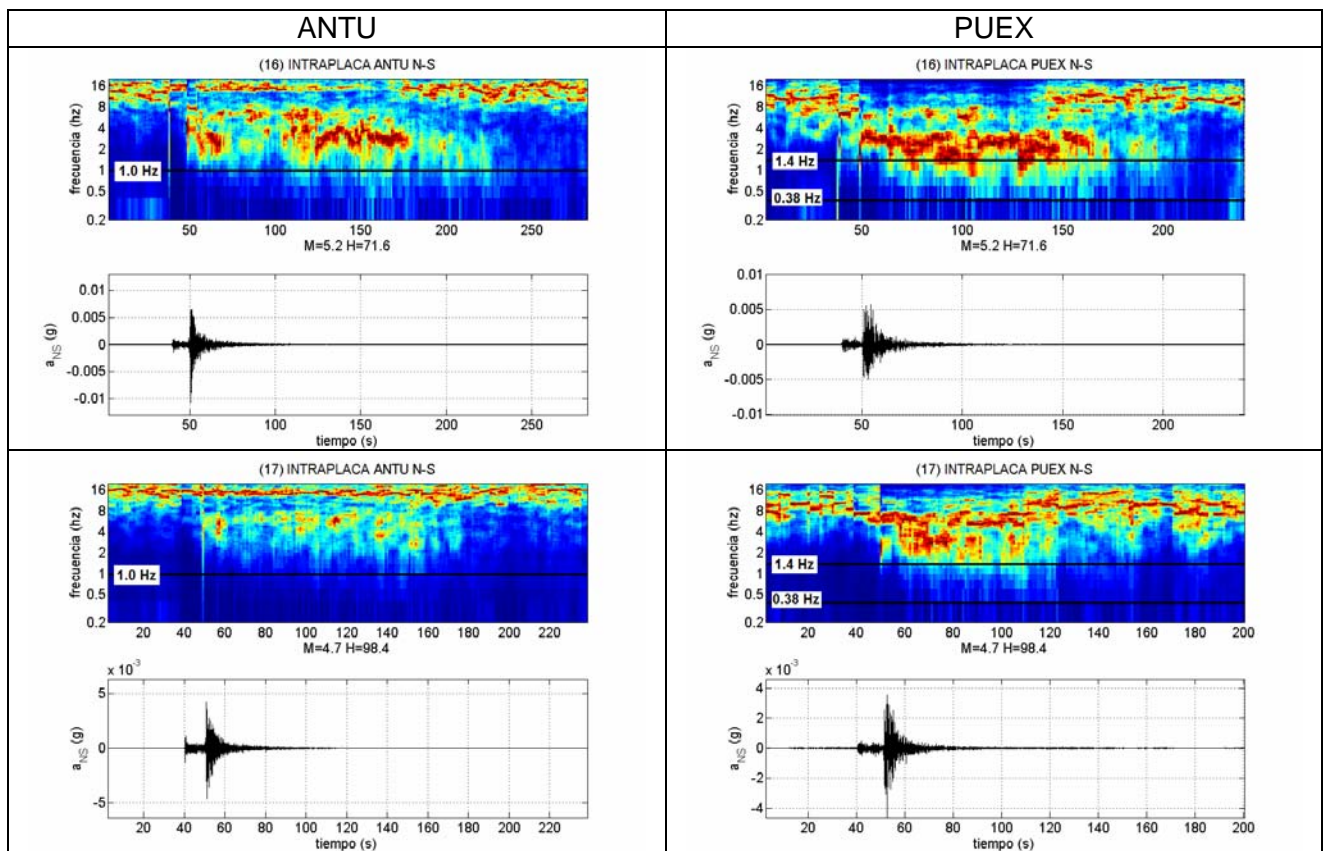 ANTU
PUEX
(16) INTRAPLACA ANTU N-S
frecuencia (hz)
16
8
4
2
1
0.5
0.2
1.0 Hz
50 100 150 200 250
M=5.2 H=71.6
a_NS (g)
0.01
0.005
0
-0.005
-0.01
50 100 150 200 250
tiempo (s)
(16) INTRAPLACA PUEX N-S
frecuencia (hz)
16
8
4
2
1
0.5
0.2
1.4 Hz
0.38 Hz
50 100 150 200
M=5.2 H=71.6
a_NS (g)
0.01
0.005
0
-0.005
-0.01
50 100 150 200
tiempo (s)
(17) INTRAPLACA ANTU N-S
frecuencia (hz)
16
8
4
2
1
0.5
0.2
1.0 Hz
20 40 60 80 100 120 140 160 180 200 220
M=4.7 H=98.4
x 10^-3
a_NS (g)
5
0
-5
20 40 60 80 100 120 140 160 180 200 220
tiempo (s)
(17) INTRAPLACA PUEX N-S
frecuencia (hz)
16
8
4
2
1
0.5
0.2
1.4 Hz
0.38 Hz
20 40 60 80 100 120 140 160 180 200
M=4.7 H=98.4
x 10^-3
a_NS (g)
4
2
0
-2
-4
20 40 60 80 100 120 140 160 180 200
tiempo (s)